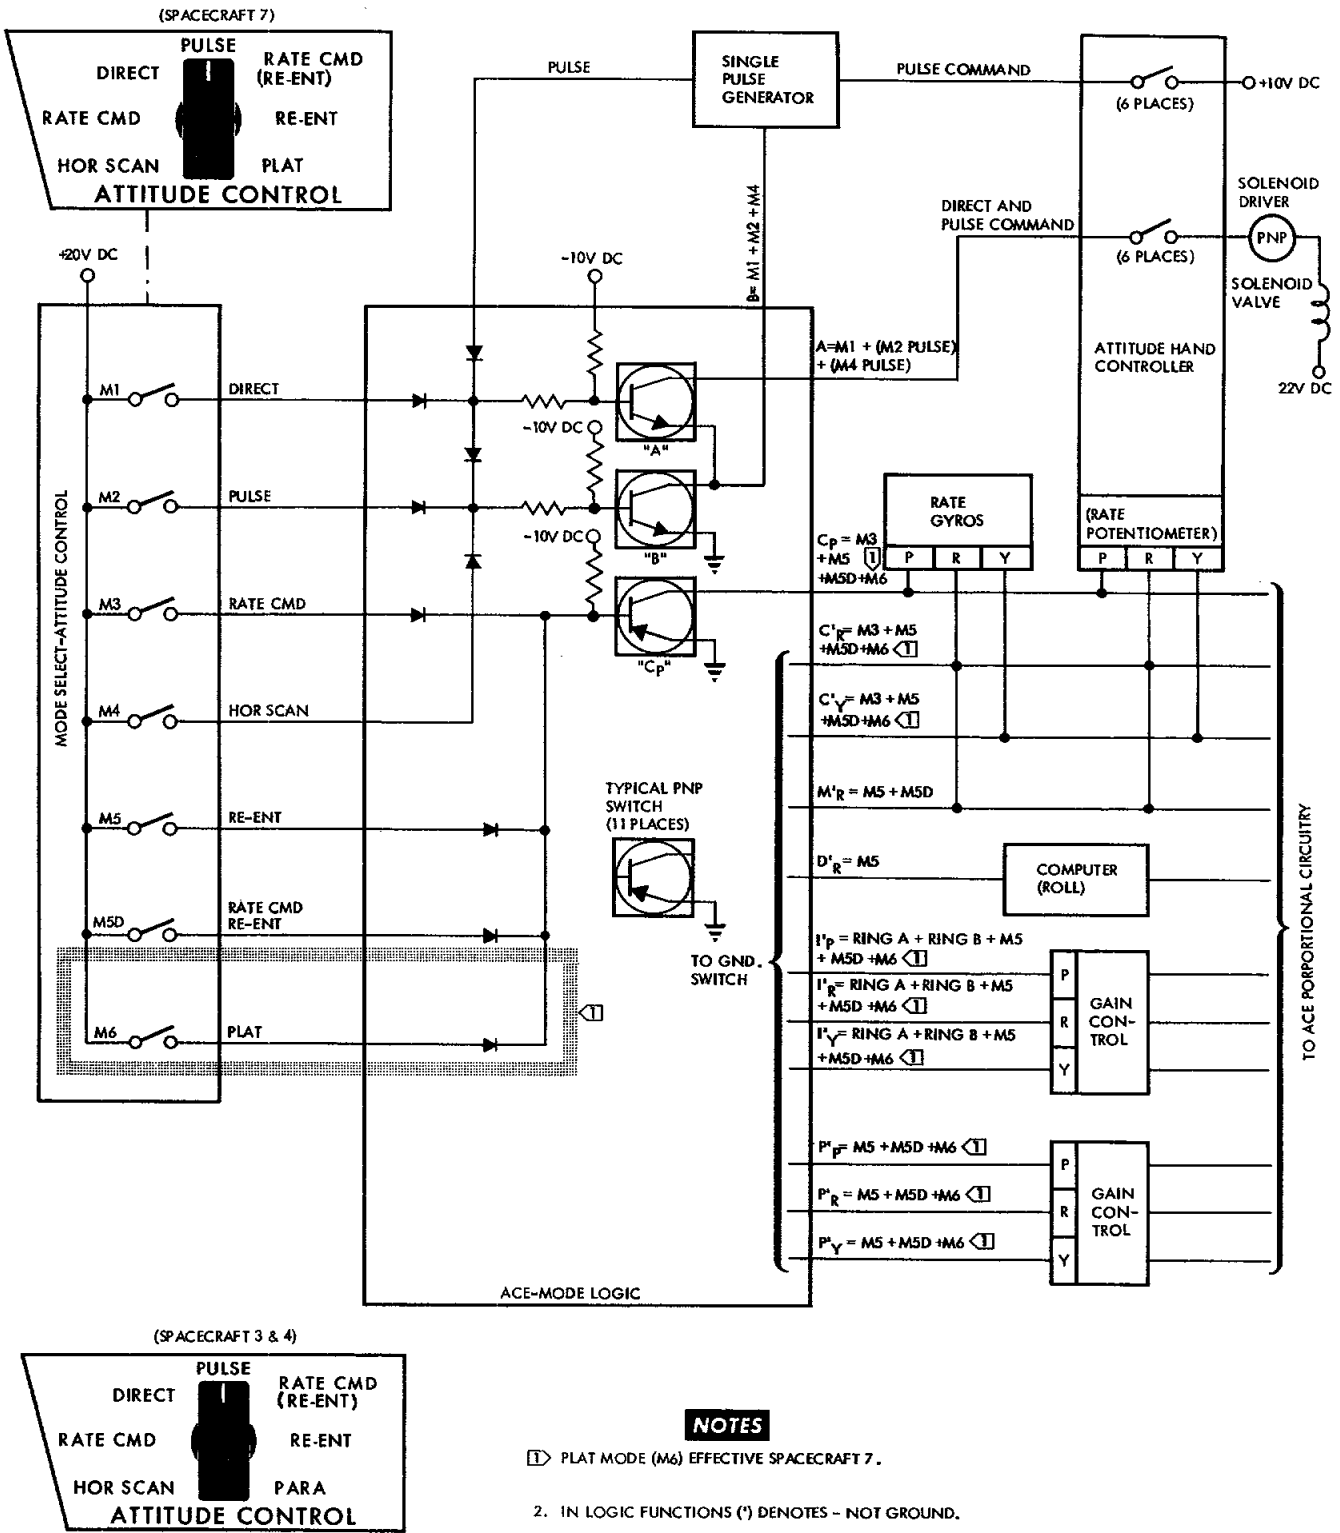 (SPACECRAFT 7)
PULSE
DIRECT
RATE CMD
(RE-ENT)
RATE CMD
RE-ENT
HOR SCAN
PLAT
ATTITUDE CONTROL
PULSE
SINGLE
PULSE
GENERATOR
PULSE COMMAND
(6 PLACES)
+10V DC
SOLENOID
DRIVER
DIRECT AND
PULSE COMMAND
(6 PLACES)
PNP
SOLENOID
VALVE
22V DC
ATTITUDE HAND
CONTROLLER
+20V DC
-10V DC
B= M1 + M2 + M4
A=M1 + (M2 PULSE)
+ (M4 PULSE)
MODE SELECT-ATTITUDE CONTROL
M1
DIRECT
-10V DC
"A"
M2
PULSE
-10V DC
"B"
M3
RATE CMD
"CP"
M4
HOR SCAN
M5
RE-ENT
M5D
RATE CMD
RE-ENT
M6
PLAT
1
TYPICAL PNP
SWITCH
(11 PLACES)
TO GND.
SWITCH
RATE
GYROS
P R Y
(RATE
POTENTIOMETER)
P R Y
CP = M3
+M5 1
+M5D+M6
C'R= M3 + M5
+M5D+M6 1
C'Y= M3 + M5
+M5D+M6 1
M'R = M5 + M5D
D'R= M5
COMPUTER
(ROLL)
I'P = RING A + RING B + M5
+ M5D +M6 1
I'R= RING A +RING B +M5
+M5D+M6 1
I'Y= RING A +RING B + M5
+M5D+M6 1
P
R
Y
GAIN
CON-
TROL
P'P= M5 +M5D +M6 1
P'R = M5 + M5D +M6 1
P'Y = M5 + M5D +M6 1
P
R
Y
GAIN
CON-
TROL
TO ACE PORPORTIONAL CIRCUITRY
ACE-MODE LOGIC
(SPACECRAFT 3 & 4)
PULSE
DIRECT
RATE CMD
(RE-ENT)
RATE CMD
RE-ENT
HOR SCAN
PARA
ATTITUDE CONTROL
NOTES
1 PLAT MODE (M6) EFFECTIVE SPACECRAFT 7.
2. IN LOGIC FUNCTIONS (') DENOTES - NOT GROUND.